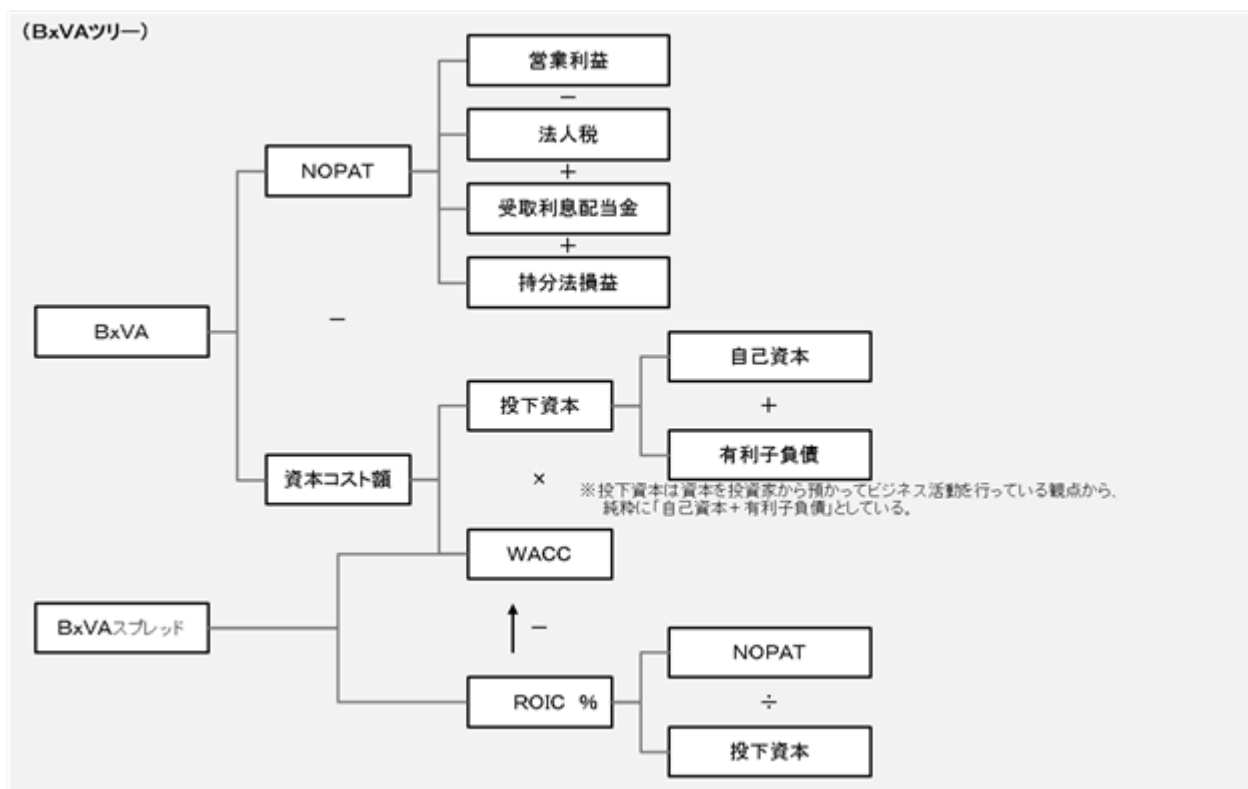 (BxVAツリー)
営業利益
−
法人税
+
NOPAT
受取利息配当金
+
持分法損益
BxVA
−
自己資本
投下資本
+
有利子負債
資本コスト額
×
※投下資本は資本を投資家から預かってビジネス活動を行っている観点から、
純粋に「自己資本+有利子負債」としている。
WACC
BxVAスプレッド
−
NOPAT
ROIC %
÷
投下資本